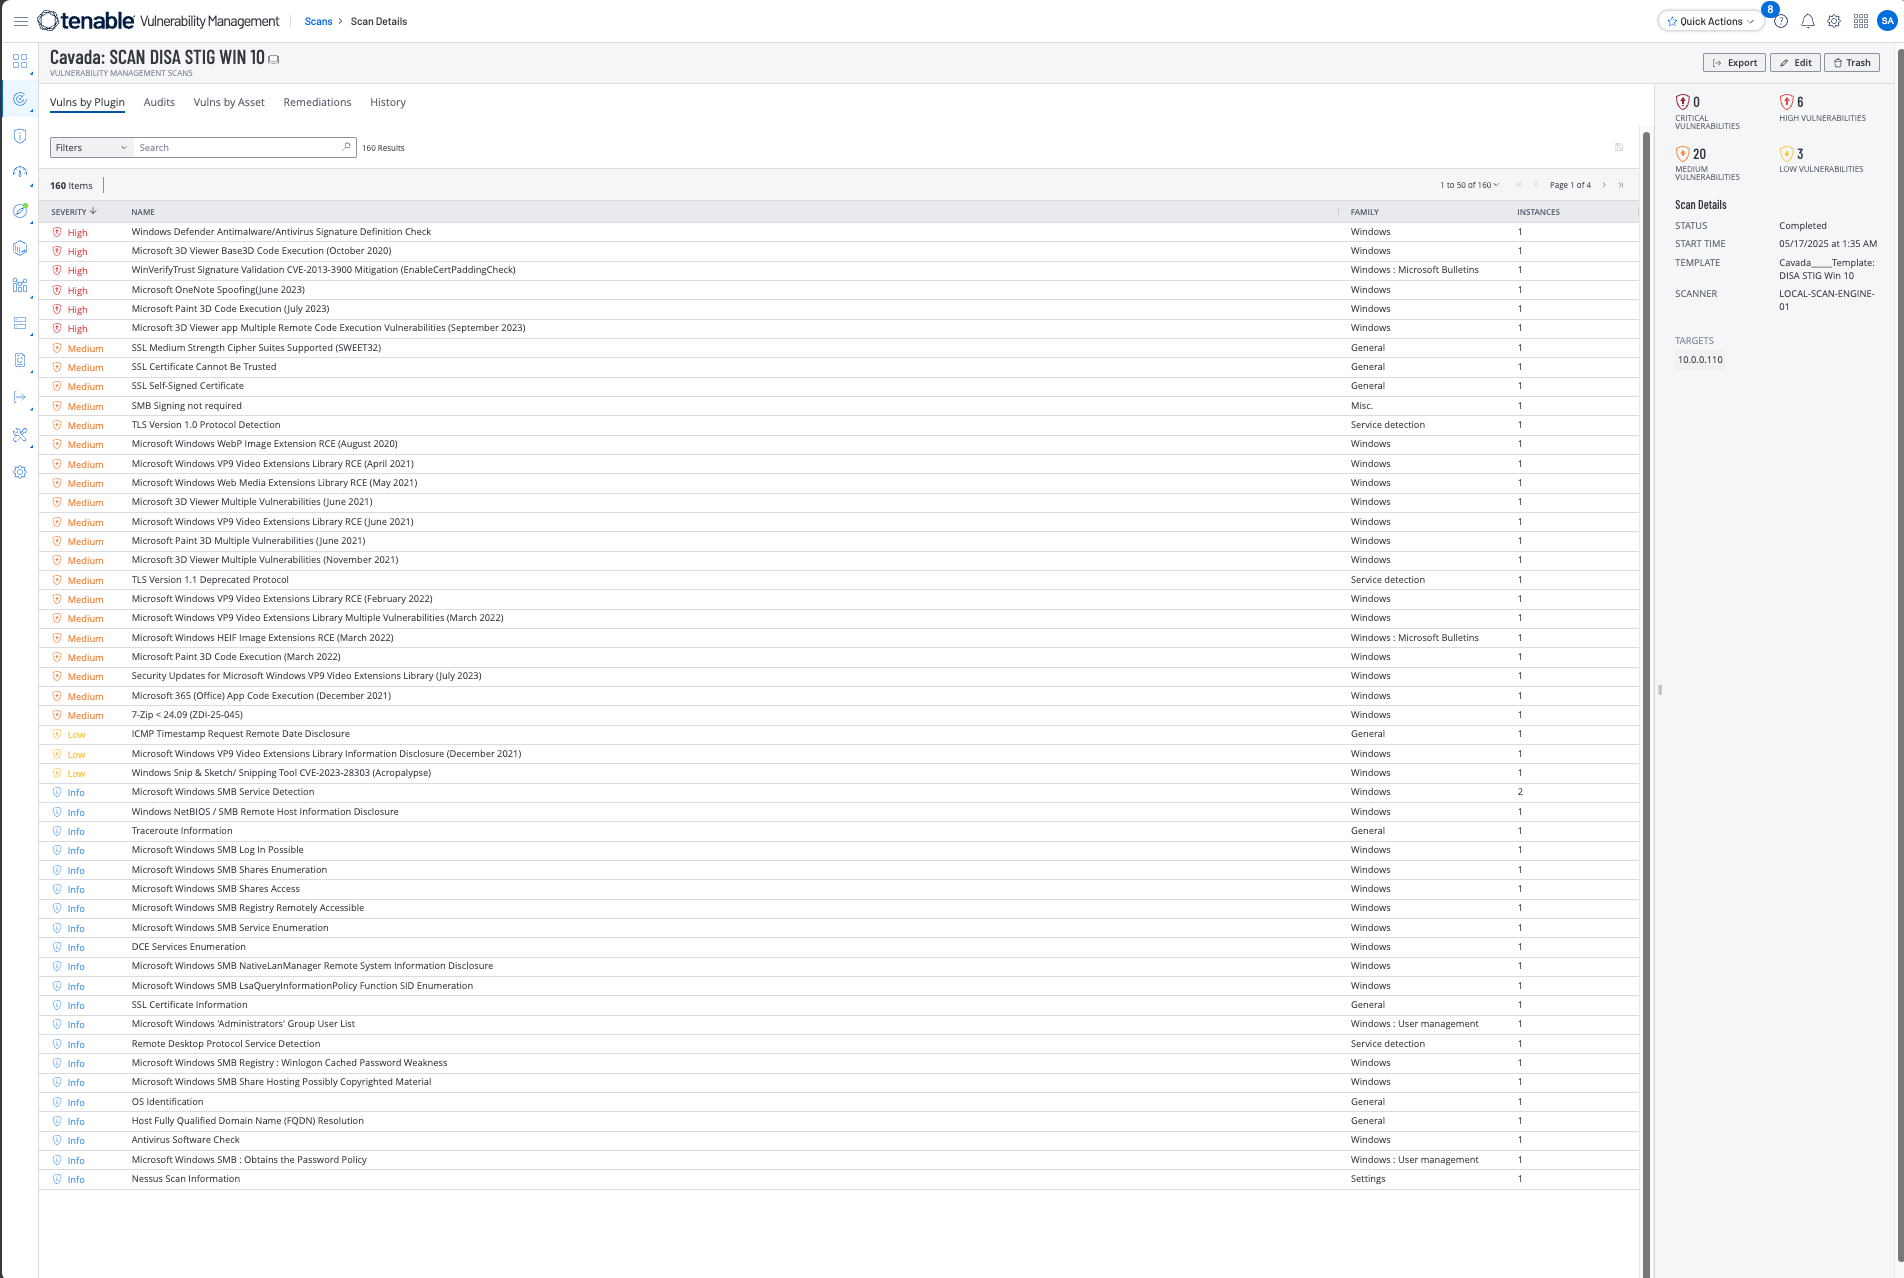 tenable Vulnerability Management Scans > Scan Details Quick Actions 8 ? SA
Cavada: SCAN DISA STIG WIN 10
VULNERABILITY MANAGEMENT SCANS
Export Edit Trash
Vulns by Plugin Audits Vulns by Asset Remediations History
Filters Search 160 Results
160 Items 1 to 50 of 160 Page 1 of 4
SEVERITY NAME FAMILY INSTANCES
High Windows Defender Antimalware/Antivirus Signature Definition Check Windows 1
High Microsoft 3D Viewer Base3D Code Execution (October 2020) Windows 1
High WinVerifyTrust Signature Validation CVE-2013-3900 Mitigation (EnableCertPaddingCheck) Windows : Microsoft Bulletins 1
High Microsoft OneNote Spoofing(June 2023) Windows 1
High Microsoft Paint 3D Code Execution (July 2023) Windows 1
High Microsoft 3D Viewer app Multiple Remote Code Execution Vulnerabilities (September 2023) Windows 1
Medium SSL Medium Strength Cipher Suites Supported (SWEET32) General 1
Medium SSL Certificate Cannot Be Trusted General 1
Medium SSL Self-Signed Certificate General 1
Medium SMB Signing not required Misc. 1
Medium TLS Version 1.0 Protocol Detection Service detection 1
Medium Microsoft Windows WebP Image Extension RCE (August 2020) Windows 1
Medium Microsoft Windows VP9 Video Extensions Library RCE (April 2021) Windows 1
Medium Microsoft Windows Web Media Extensions Library RCE (May 2021) Windows 1
Medium Microsoft 3D Viewer Multiple Vulnerabilities (June 2021) Windows 1
Medium Microsoft Windows VP9 Video Extensions Library RCE (June 2021) Windows 1
Medium Microsoft Paint 3D Multiple Vulnerabilities (June 2021) Windows 1
Medium Microsoft 3D Viewer Multiple Vulnerabilities (November 2021) Windows 1
Medium TLS Version 1.1 Deprecated Protocol Service detection 1
Medium Microsoft Windows VP9 Video Extensions Library RCE (February 2022) Windows 1
Medium Microsoft Windows VP9 Video Extensions Library Multiple Vulnerabilities (March 2022) Windows 1
Medium Microsoft Windows HEIF Image Extensions RCE (March 2022) Windows : Microsoft Bulletins 1
Medium Microsoft Paint 3D Code Execution (March 2022) Windows 1
Medium Security Updates for Microsoft Windows VP9 Video Extensions Library (July 2023) Windows 1
Medium Microsoft 365 (Office) App Code Execution (December 2021) Windows 1
Medium 7-Zip < 24.09 (ZDI-25-045) Windows 1
Low ICMP Timestamp Request Remote Date Disclosure General 1
Low Microsoft Windows VP9 Video Extensions Library Information Disclosure (December 2021) Windows 1
Low Windows Snip & Sketch/ Snipping Tool CVE-2023-28303 (Acropalypse) Windows 1
Info Microsoft Windows SMB Service Detection Windows 2
Info Windows NetBIOS / SMB Remote Host Information Disclosure Windows 1
Info Traceroute Information General 1
Info Microsoft Windows SMB Log In Possible Windows 1
Info Microsoft Windows SMB Shares Enumeration Windows 1
Info Microsoft Windows SMB Shares Access Windows 1
Info Microsoft Windows SMB Registry Remotely Accessible Windows 1
Info Microsoft Windows SMB Service Enumeration Windows 1
Info DCE Services Enumeration Windows 1
Info Microsoft Windows SMB NativeLanManager Remote System Information Disclosure Windows 1
Info Microsoft Windows SMB LsaQueryInformationPolicy Function SID Enumeration Windows 1
Info SSL Certificate Information General 1
Info Microsoft Windows 'Administrators' Group User List Windows : User management 1
Info Remote Desktop Protocol Service Detection Service detection 1
Info Microsoft Windows SMB Registry : Winlogon Cached Password Weakness Windows 1
Info Microsoft Windows SMB Share Hosting Possibly Copyrighted Material Windows 1
Info OS Identification General 1
Info Host Fully Qualified Domain Name (FQDN) Resolution General 1
Info Antivirus Software Check Windows 1
Info Microsoft Windows SMB : Obtains the Password Policy Windows : User management 1
Info Nessus Scan Information Settings 1
0 6
CRITICAL VULNERABILITIES HIGH VULNERABILITIES
20 3
MEDIUM VULNERABILITIES LOW VULNERABILITIES
Scan Details
STATUS Completed
START TIME 05/17/2025 at 1:35 AM
TEMPLATE Cavada_____Template:
DISA STIG Win 10
SCANNER LOCAL-SCAN-ENGINE-
01
TARGETS
10.0.0.110